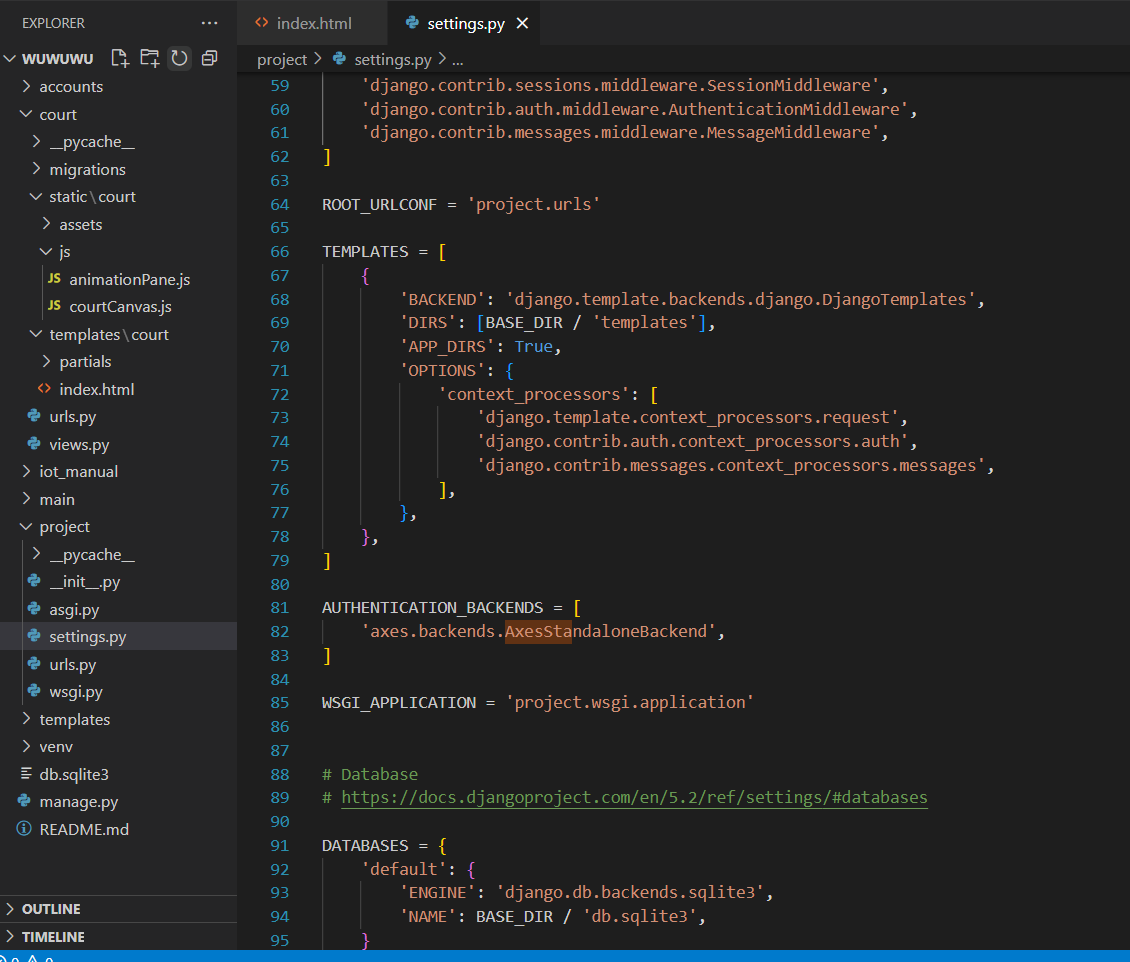 EXPLORER
WUWUWU
accounts
court
__pycache__
migrations
static\court
assets
js
JS animationPane.js
JS courtCanvas.js
templates\court
partials
index.html
urls.py
views.py
iot_manual
main
project
__pycache__
__init__.py
asgi.py
settings.py
urls.py
wsgi.py
templates
venv
db.sqlite3
manage.py
README.md
OUTLINE
TIMELINE
index.html
settings.py
project > settings.py > ...
59 'django.contrib.sessions.middleware.SessionMiddleware',
60 'django.contrib.auth.middleware.AuthenticationMiddleware',
61 'django.contrib.messages.middleware.MessageMiddleware',
62 ]
63
64 ROOT_URLCONF = 'project.urls'
65
66 TEMPLATES = [
67 {
68 'BACKEND': 'django.template.backends.django.DjangoTemplates',
69 'DIRS': [BASE_DIR / 'templates'],
70 'APP_DIRS': True,
71 'OPTIONS': {
72 'context_processors': [
73 'django.template.context_processors.request',
74 'django.contrib.auth.context_processors.auth',
75 'django.contrib.messages.context_processors.messages',
76 ],
77 },
78 },
79 ]
80
81 AUTHENTICATION_BACKENDS = [
82 'axes.backends.AxesStandaloneBackend',
83 ]
84
85 WSGI_APPLICATION = 'project.wsgi.application'
86
87
88 # Database
89 # https://docs.djangoproject.com/en/5.2/ref/settings/#databases
90
91 DATABASES = {
92 'default': {
93 'ENGINE': 'django.db.backends.sqlite3',
94 'NAME': BASE_DIR / 'db.sqlite3',
95 }